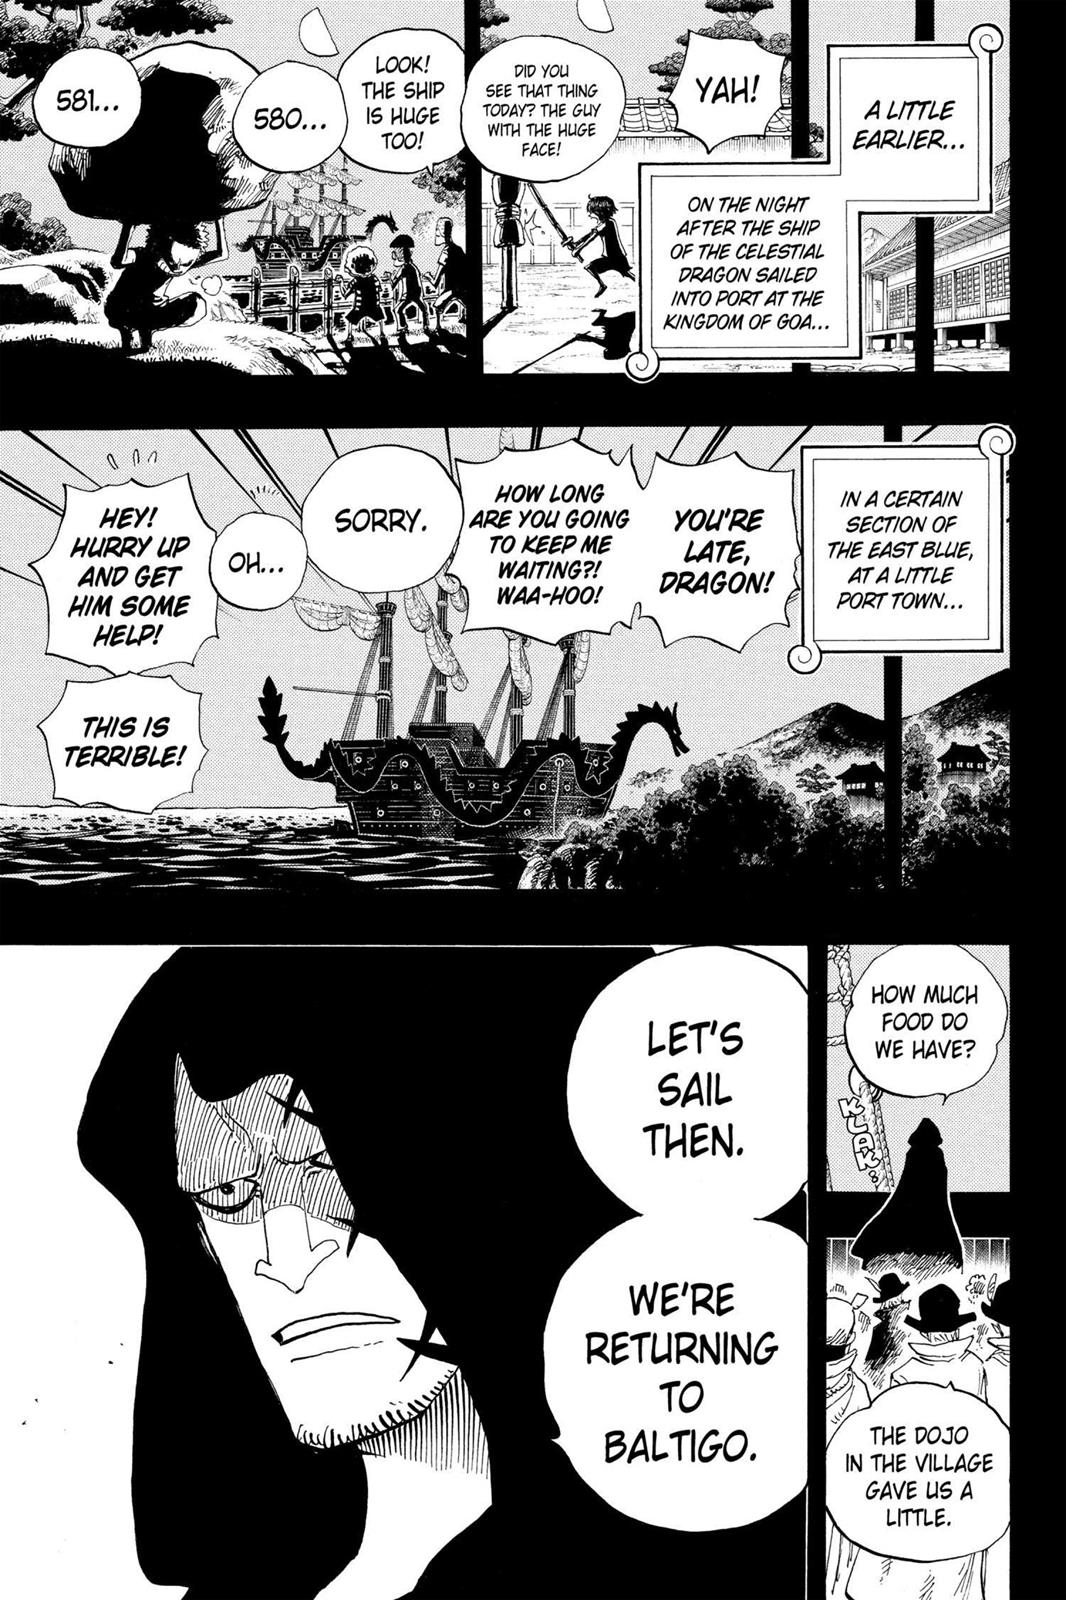 A LITTLE
EARLIER...
ON THE NIGHT
AFTER THE SHIP
OF THE CELESTIAL
DRAGON SAILED
INTO PORT AT THE
KINGDOM OF GOA...
YAH!
DID YOU
SEE THAT THING
TODAY? THE GUY
WITH THE HUGE
FACE!
LOOK!
THE SHIP
IS HUGE
TOO!
580...
581...
IN A CERTAIN
SECTION OF
THE EAST BLUE,
AT A LITTLE
PORT TOWN...
YOU'RE
LATE,
DRAGON!
HOW LONG
ARE YOU GOING
TO KEEP ME
WAITING?!
WAA-HOO!
SORRY.
OH...
HEY!
HURRY UP
AND GET
HIM SOME
HELP!
THIS IS
TERRIBLE!
HOW MUCH
FOOD DO
WE HAVE?
KLAK..
THE DOJO
IN THE VILLAGE
GAVE US A
LITTLE.
LET'S
SAIL
THEN.
WE'RE
RETURNING
TO
BALTIGO.